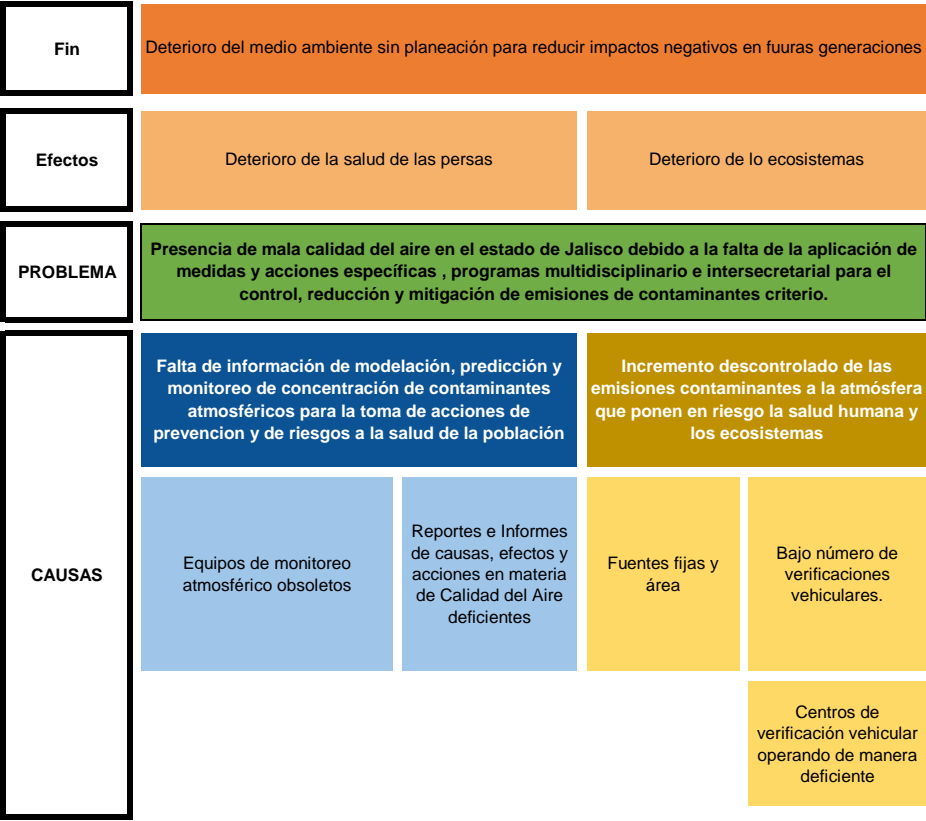 Fin
Deterioro del medio ambiente sin planeación para reducir impactos negativos en fuuras generaciones
Efectos
Deterioro de la salud de las persas
Deterioro de lo ecosistemas
PROBLEMA
Presencia de mala calidad del aire en el estado de Jalisco debido a la falta de la aplicación de
medidas y acciones específicas , programas multidisciplinario e intersecretarial para el
control, reducción y mitigación de emisiones de contaminantes criterio.
CAUSAS
Falta de información de modelación, predicción y
monitoreo de concentración de contaminantes
atmosféricos para la toma de acciones de
prevencion y de riesgos a la salud de la población
Incremento descontrolado de las
emisiones contaminantes a la atmósfera
que ponen en riesgo la salud humana y
los ecosistemas
Equipos de monitoreo
atmosférico obsoletos
Reportes e Informes
de causas, efectos y
acciones en materia
de Calidad del Aire
deficientes
Fuentes fijas y
área
Bajo número de
verificaciones
vehiculares.
Centros de
verificación vehicular
operando de manera
deficiente